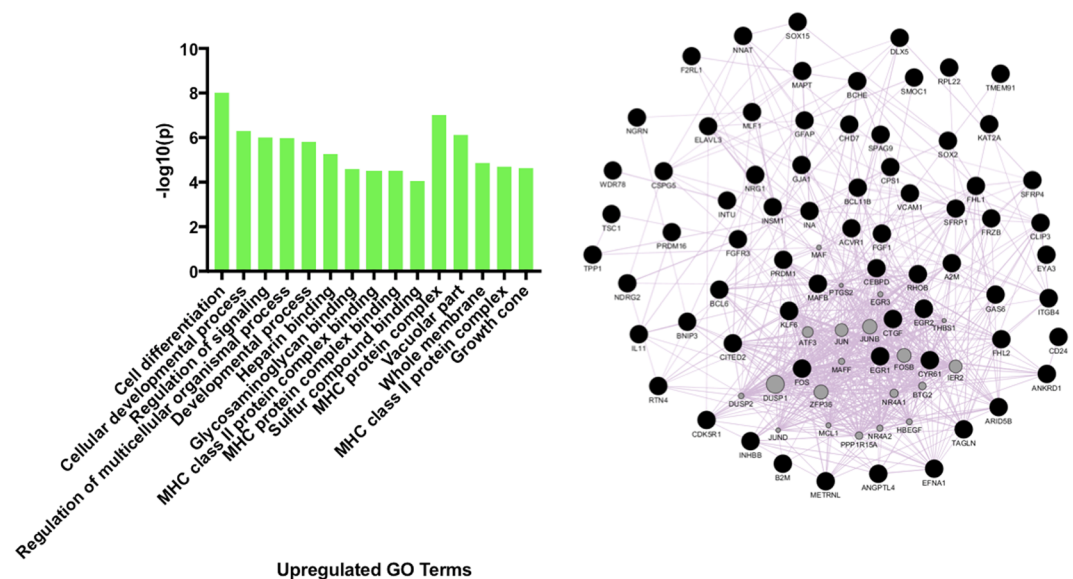 10
8
6
4
2
0
-log10(p)
Cell differentiation
Cellular developmental process
Regulation of signaling
Regulation of multicellular organismal process
Developmental process
Heparin binding
Glycosaminoglycan binding
MHC class II protein complex binding
MHC protein complex binding
Sulfur compound binding
MHC protein complex
Vacuolar part
Whole membrane
MHC class II protein complex
Growth cone
Upregulated GO Terms
SOX15
NNAT
DLX5
F2RL1
MAPT
BCHE
SMOC1
RPL22
TMEM91
NGRN
ELAVL3
MLF1
GFAP
CHD7
SPAG9
SOX2
KAT2A
WDR78
CSPG5
NRG1
GJA1
CPS1
BCL11B
VCAM1
FHL1
SFRP4
TSC1
INTU
INSM1
INA
SFRP1
FRZB
CLIP3
PRDM16
FGFR3
MAF
ACVR1
FGF1
TPP1
PRDM1
CEBPD
RHOB
A2M
EYA3
NDRG2
BCL6
MAFB
PTGS2
EGR3
GAS6
ITGB4
KLF6
CTGF
EGR2
THBS1
IL11
BNIP3
CITED2
ATF3
JUN
JUNB
FHL2
CD24
MAFF
EGR1
FOSB
CYR61
IER2
ANKRD1
RTN4
FOS
DUSP1
DUSP2
ZFP36
NR4A1
BTG2
ARID5B
CDK5R1
JUND
MCL1
PPP1R15A
NR4A2
HBEGF
TAGLN
INHBB
B2M
METRNL
ANGPTL4
EFNA1